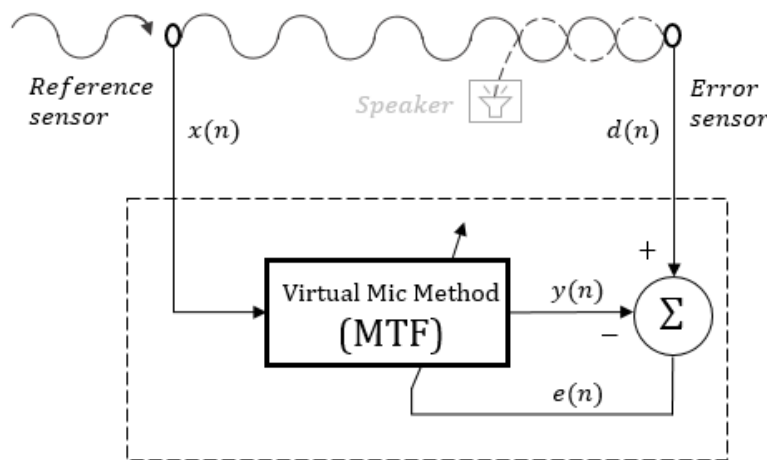 Reference
sensor
Speaker
Error
sensor
x(n)
d(n)
+
Virtual Mic Method
(MTF)
y(n)
−
Σ
e(n)